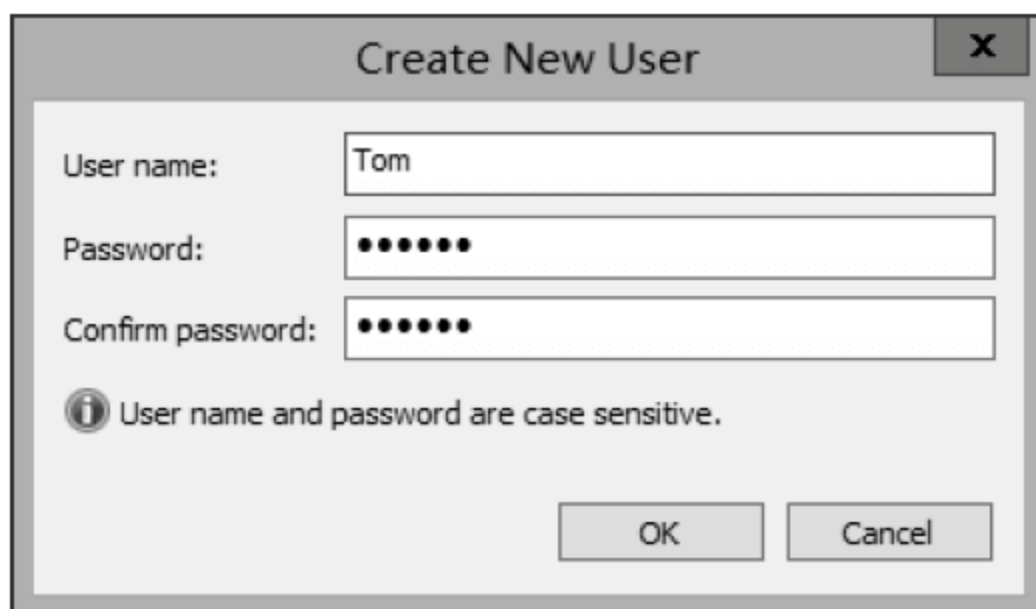 Create New User
x
User name: Tom
Password: ••••••
Confirm password: ••••••
User name and password are case sensitive.
OK Cancel